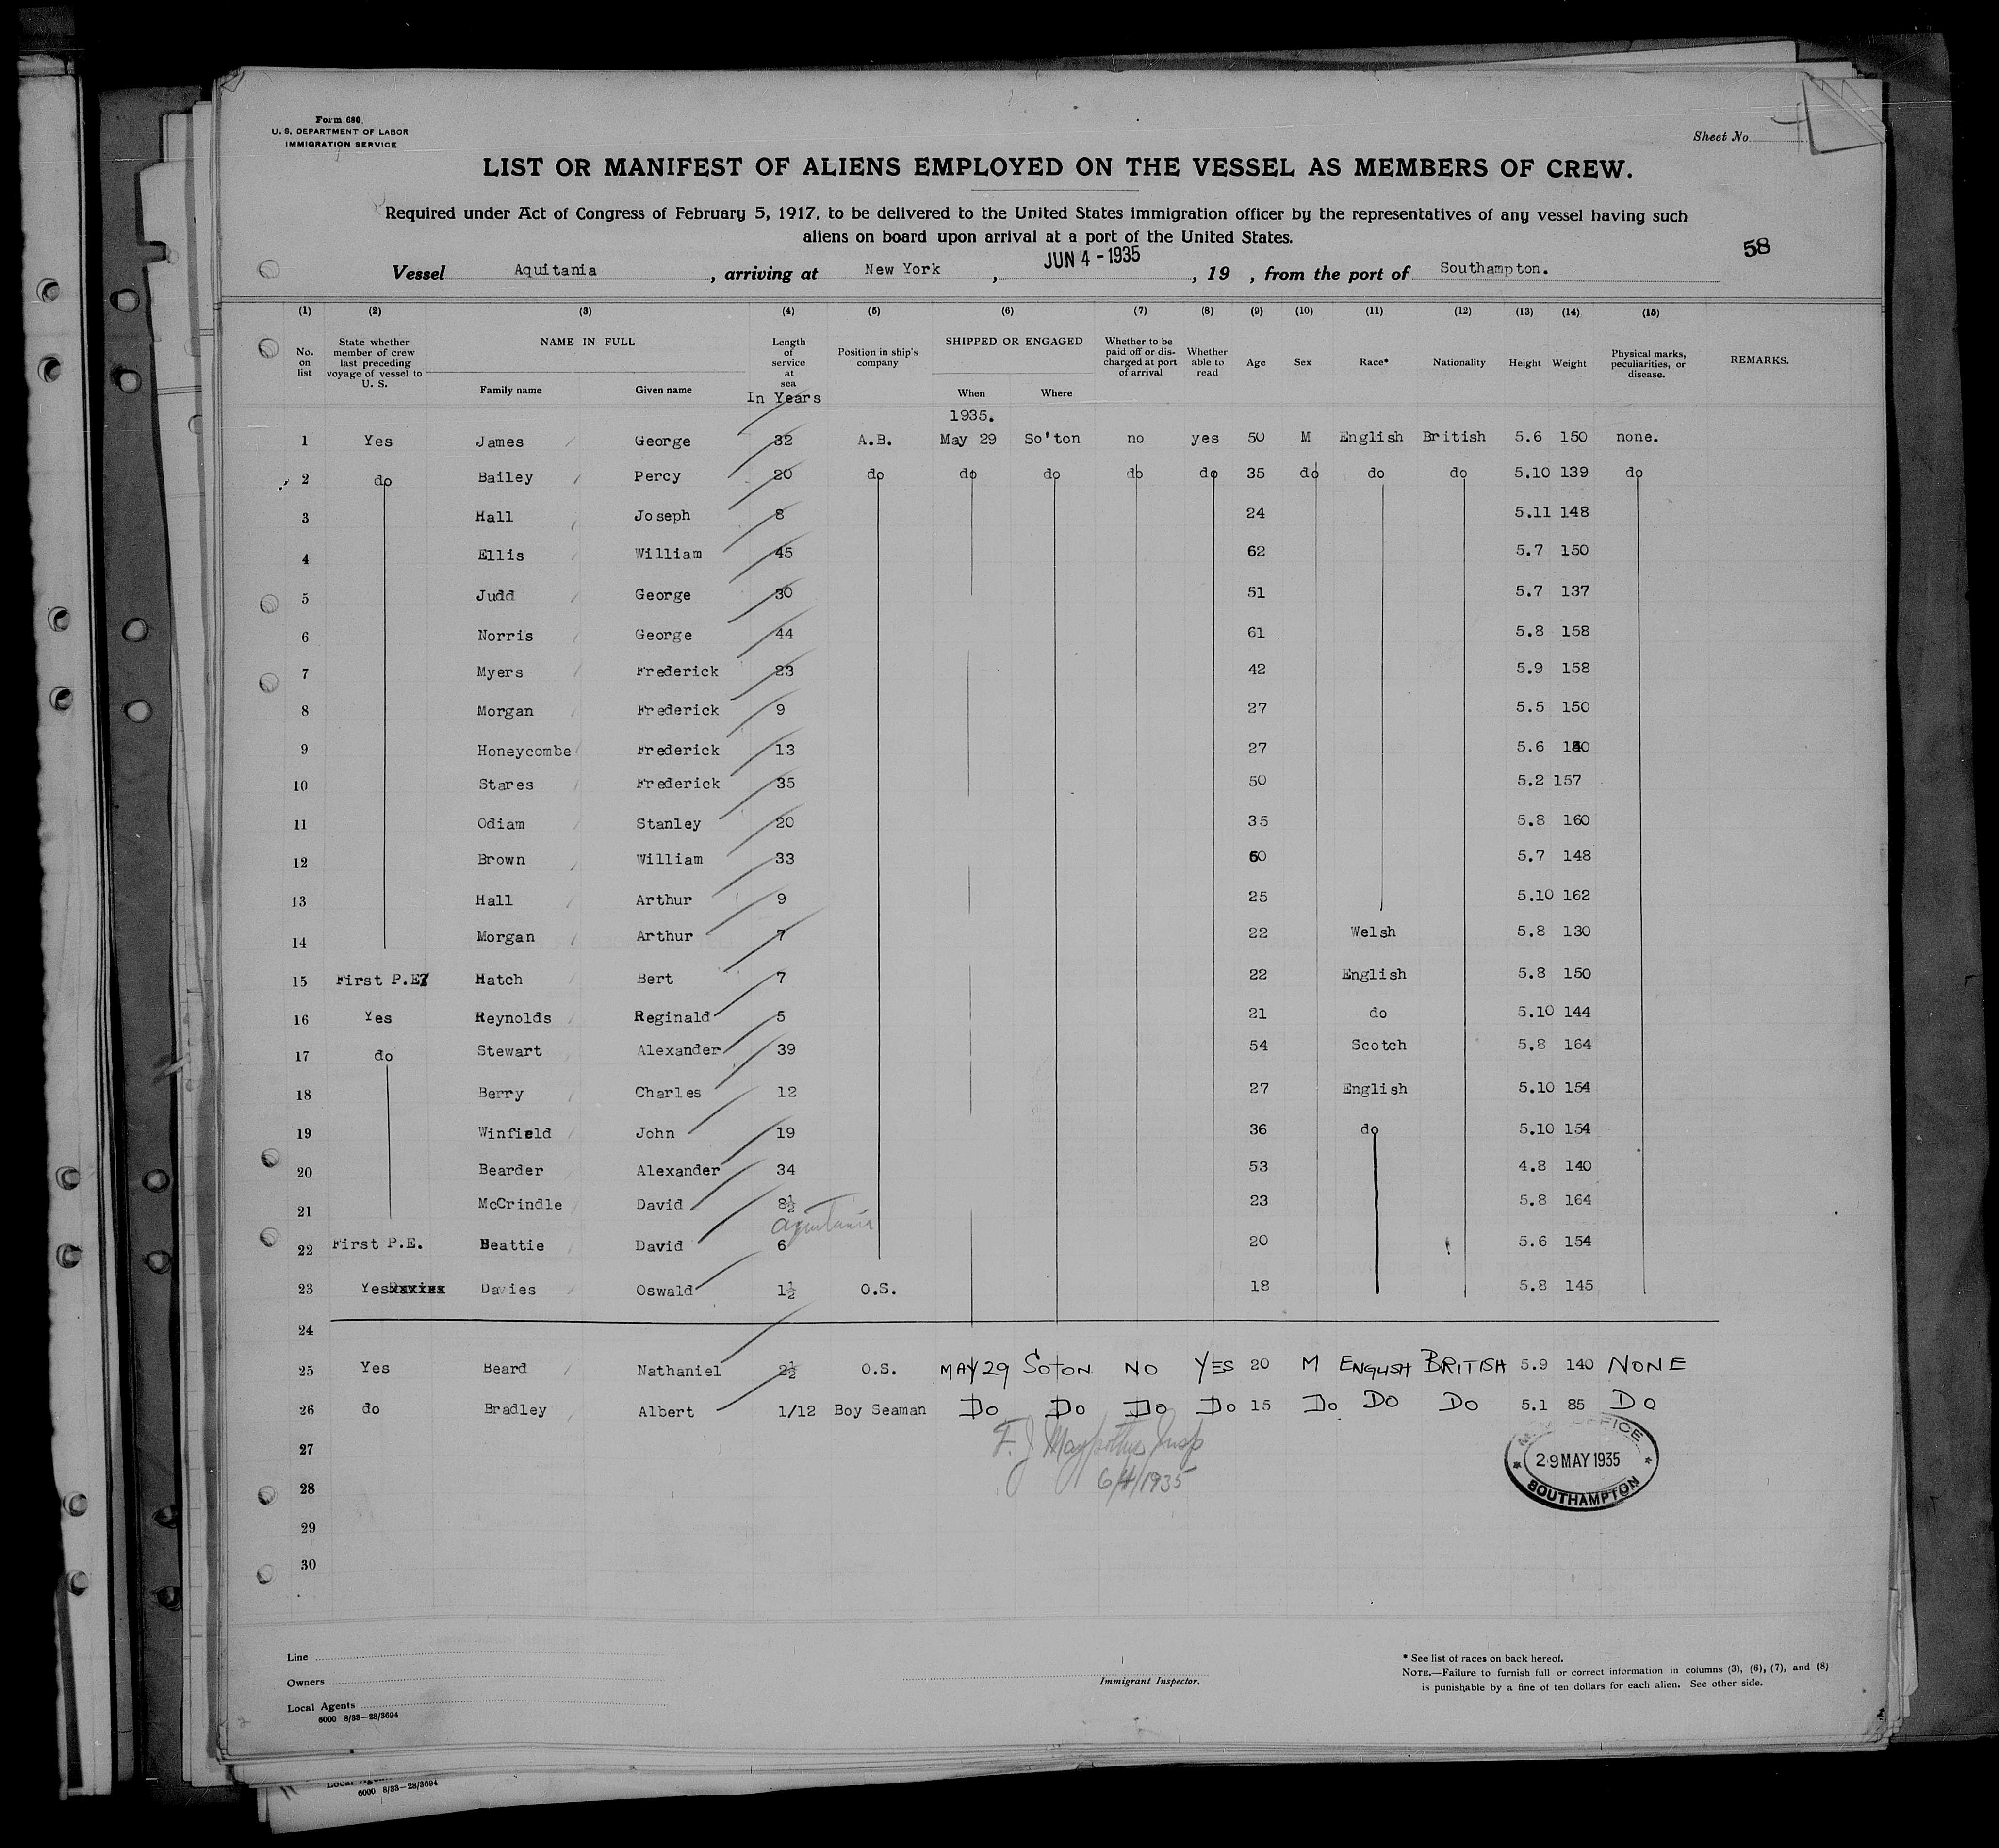 Form 680.
U. S. DEPARTMENT OF LABOR
IMMIGRATION SERVICE
Sheet No. 4
LIST OR MANIFEST OF ALIENS EMPLOYED ON THE VESSEL AS MEMBERS OF CREW.
Required under Act of Congress of February 5, 1917, to be delivered to the United States immigration officer by the representatives of any vessel having such
aliens on board upon arrival at a port of the United States.
58
Vessel Aquitania, arriving at New York, JUN 4 - 1935, 19 , from the port of Southampton.
(1) (2) (3) (4) (5) (6) (7) (8) (9) (10) (11) (12) (13) (14) (15)
No. on list State whether member of crew last preceding voyage of vessel to U. S. NAME IN FULL Family name Given name Length of service at sea Position in ship's company SHIPPED OR ENGAGED When Where Whether to be paid off or discharged at port of arrival Whether able to read Age Sex Race* Nationality Height Weight Physical marks, peculiarities, or disease. REMARKS.
In Years
1935.
1 Yes James George 32 A.B. May 29 So'ton no yes 50 M English British 5.6 150 none.
2 do Bailey Percy 20 do do do do do 35 do do do 5.10 139 do
3 Hall Joseph 8 24 5.11 148
4 Ellis William 45 62 5.7 150
5 Judd George 30 51 5.7 137
6 Norris George 44 61 5.8 158
7 Myers Frederick 23 42 5.9 158
8 Morgan Frederick 9 27 5.5 150
9 Honeycombe Frederick 13 27 5.6
10 Stares Frederick 35 50 5.2 157
11 Odiam Stanley 20 35 5.8 160
12 Brown William 33 5.7 148
13 Hall Arthur 9 25 5.10 162
14 Morgan Arthur 7 22 Welsh 5.8 130
15 First P.E. Hatch Bert 7 22 English 5.8 150
16 Yes Reynolds Reginald 5 21 do 5.10 144
17 do Stewart Alexander 39 54 Scotch 5.8 164
18 Berry Charles 12 27 English 5.10 154
19 Winfield John 19 36 do 5.10 154
20 Bearder Alexander 34 53 4.8 140
21 McCrindle David 8½ 23 5.8 164
aquitania
22 First P.E. Beattie David 6 20 5.6 154
23 Yes Davies Oswald 1½ O.S. 18 5.8 145
24
25 Yes Beard Nathaniel 2½ O.S. MAY 29 SOTON NO YES 20 M ENGLISH BRITISH 5.9 140 NONE
26 do Bradley Albert 1/12 Boy Seaman DO DO DO DO 15 DO DO DO 5.1 85 DO
27
28
29
30
6/4/1935
OFFICE
29 MAY 1935
SOUTHAMPTON
Line
Owners
Local Agents
6000 8/33—28/3694
Immigrant Inspector.
* See list of races on back hereof.
NOTE.—Failure to furnish full or correct information in columns (3), (6), (7), and (8)
is punishable by a fine of ten dollars for each alien. See other side.
6000 8/33—28/3694